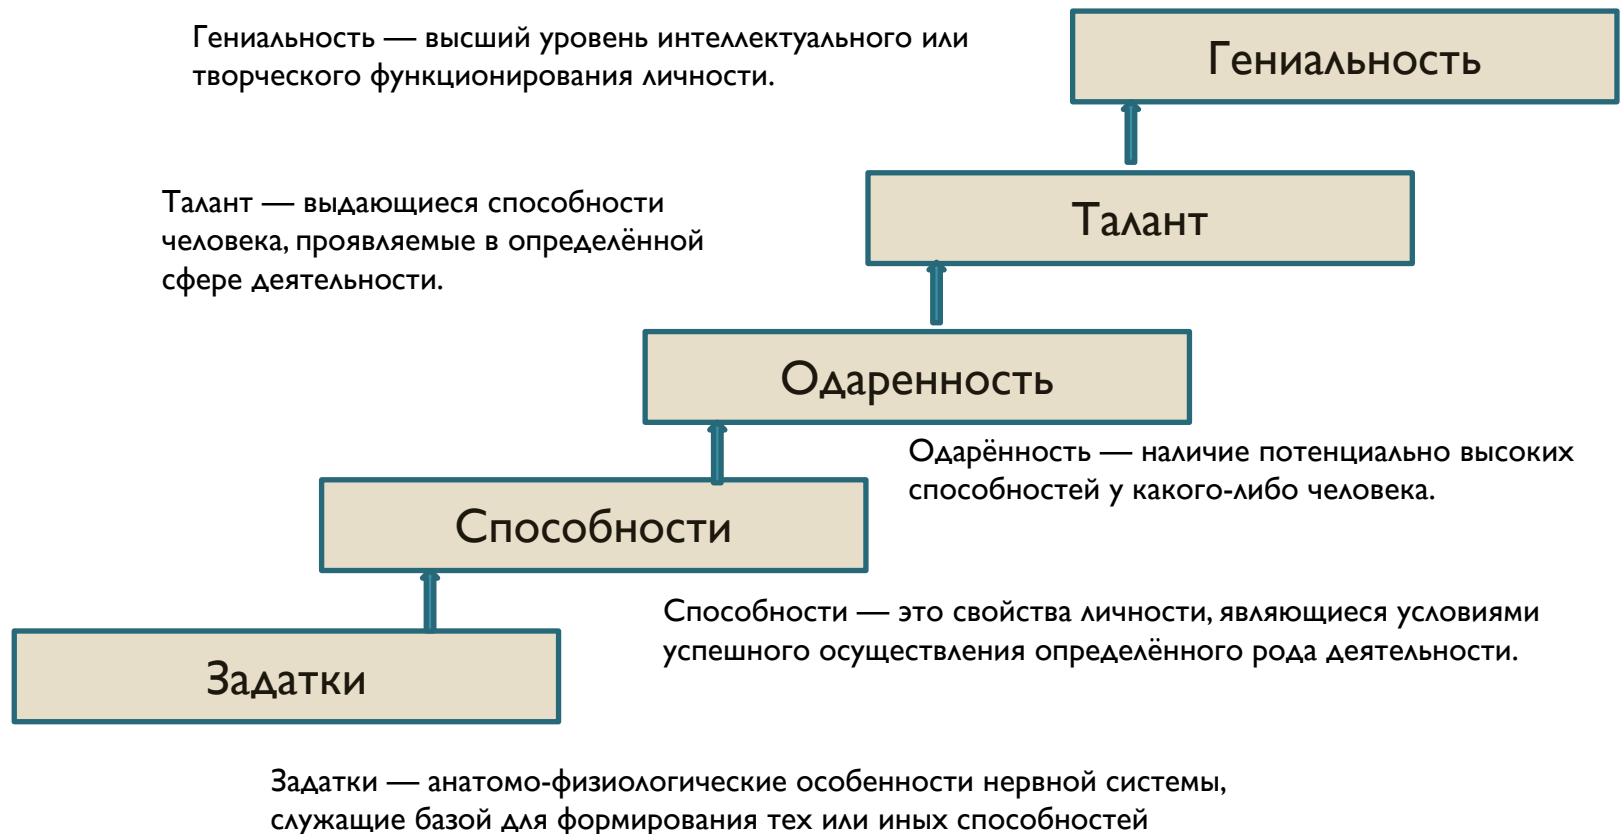 Гениальность — высший уровень интеллектуального или
творческого функционирования личности.
Гениальность
Талант — выдающиеся способности
человека, проявляемые в определённой
сфере деятельности.
Талант
Одаренность
Одарённость — наличие потенциально высоких
способностей у какого-либо человека.
Способности
Способности — это свойства личности, являющиеся условиями
успешного осуществления определённого рода деятельности.
Задатки
Задатки — анатомо-физиологические особенности нервной системы,
служащие базой для формирования тех или иных способностей